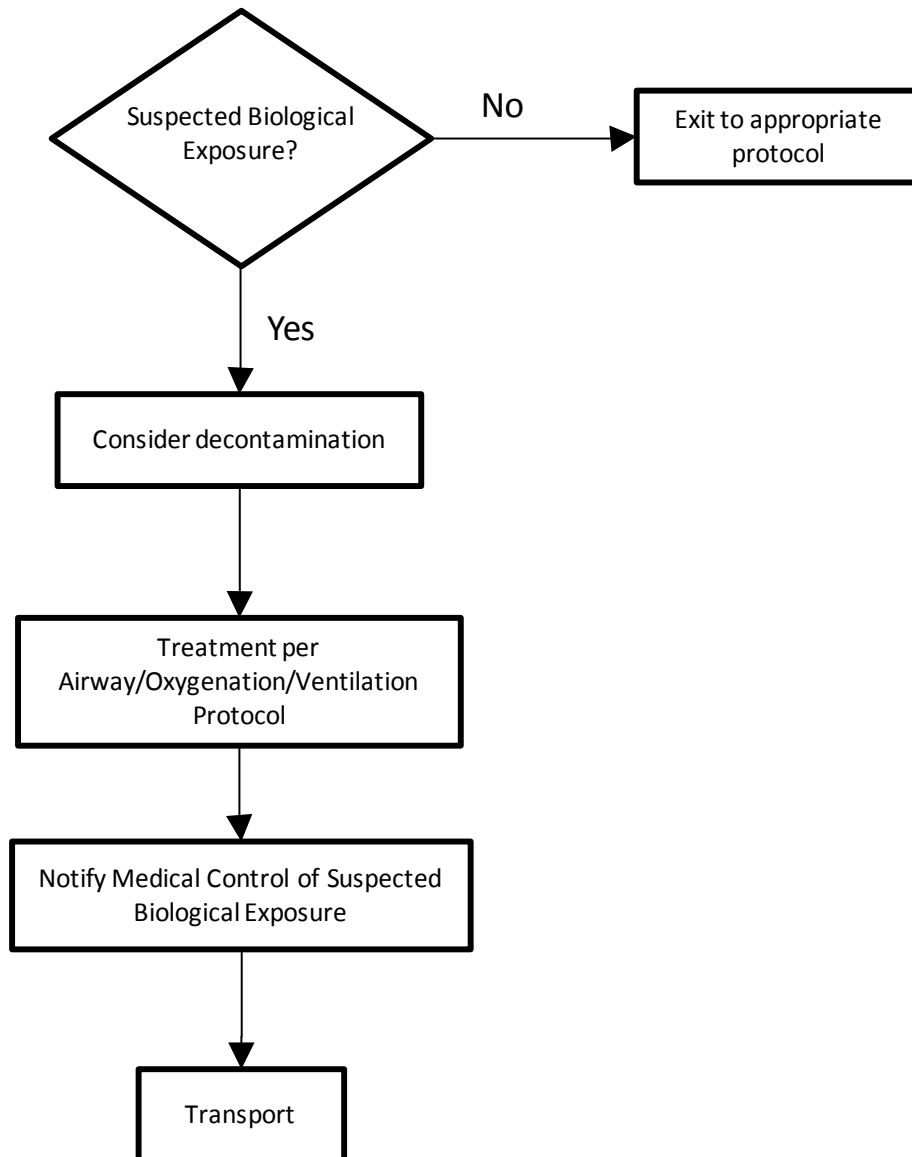 Suspected Biological
Exposure?
No
Exit to appropriate
protocol
Yes
Consider decontamination
Treatment per
Airway/Oxygenation/Ventilation
Protocol
Notify Medical Control of Suspected
Biological Exposure
Transport